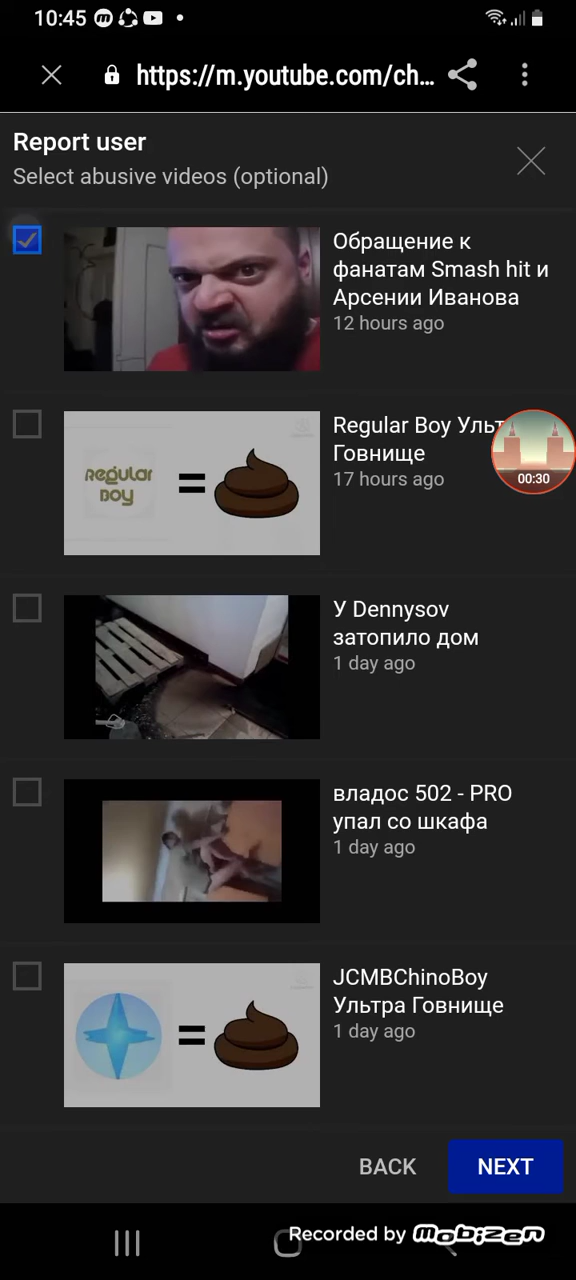 10:45
https://m.youtube.com/ch...
Report user
Select abusive videos (optional)
Обращение к
фанатам Smash hit и
Арсении Иванова
12 hours ago
Regular Boy
=
Regular Boy
Говнище
17 hours ago
00:30
У Dennysov
затопило дом
1 day ago
владос 502 - PRO
упал со шкафа
1 day ago
=
JCMBChinoBoy
Ультра Говнище
1 day ago
BACK
NEXT
Recorded by Mobizen